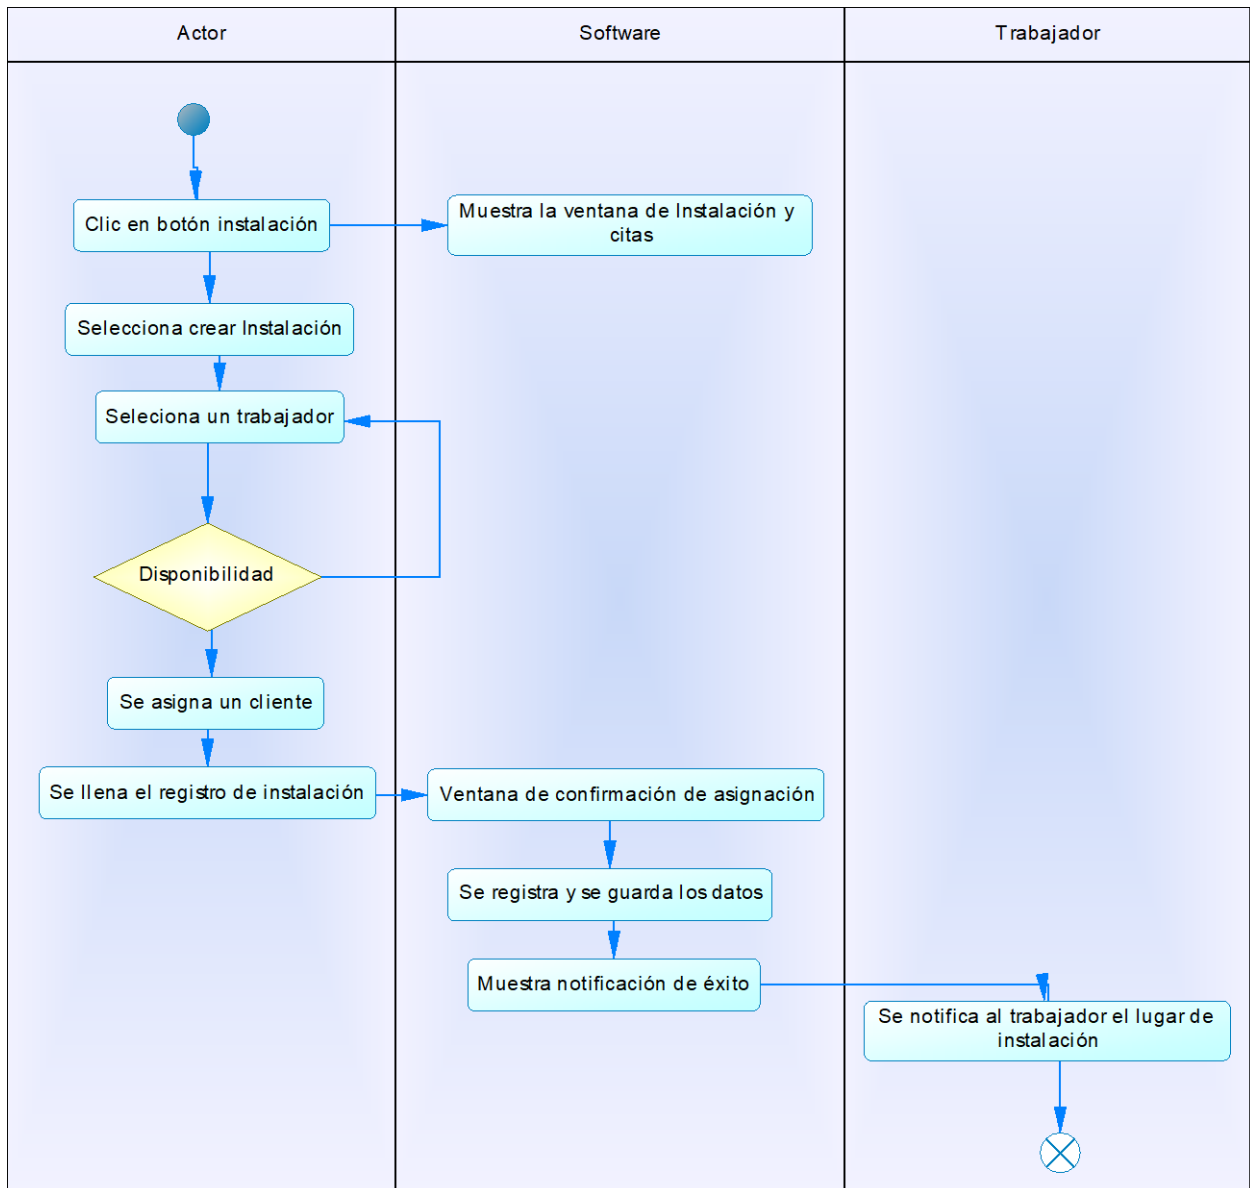 Actor
Software
Trabajador
Clic en botón instalación
Muestra la ventana de Instalación y
citas
Selecciona crear Instalación
Seleciona un trabajador
Disponibilidad
Se asigna un cliente
Se llena el registro de instalación
Ventana de confirmación de asignación
Se registra y se guarda los datos
Muestra notificación de éxito
Se notifica al trabajador el lugar de
instalación